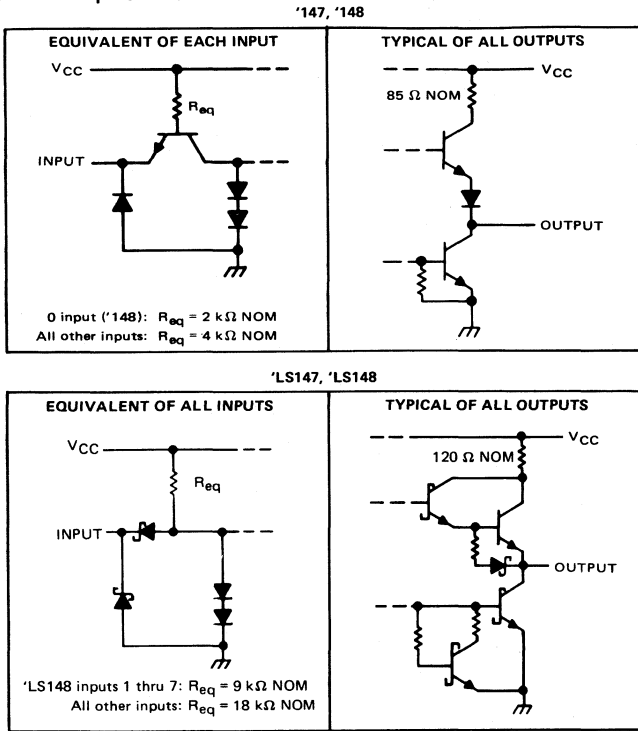 '147, '148
EQUIVALENT OF EACH INPUT
VCC
Req
INPUT
0 input ('148): Req = 2 kΩ NOM
All other inputs: Req = 4 kΩ NOM
TYPICAL OF ALL OUTPUTS
VCC
85 Ω NOM
OUTPUT
'LS147, 'LS148
EQUIVALENT OF ALL INPUTS
VCC
Req
INPUT
'LS148 inputs 1 thru 7: Req = 9 kΩ NOM
All other inputs: Req = 18 kΩ NOM
TYPICAL OF ALL OUTPUTS
VCC
120 Ω NOM
OUTPUT